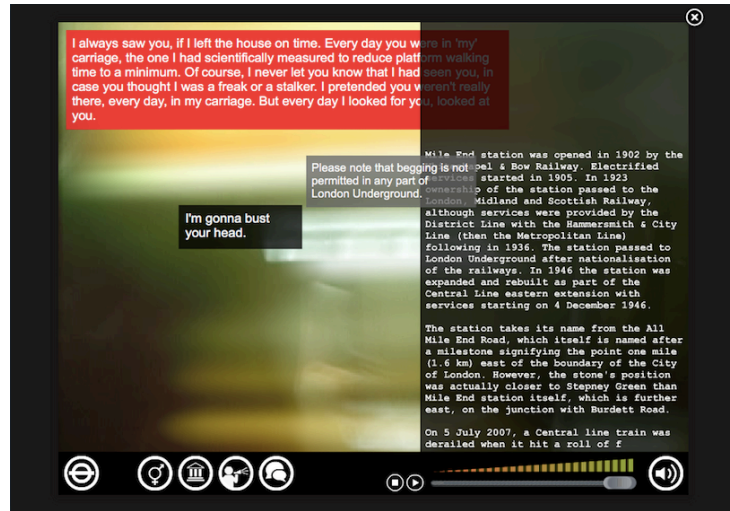 I always saw you, if I left the house on time. Every day you were in 'my'
carriage, the one I had scientifically measured to reduce platform walking
time to a minimum. Of course, I never let you know that I had seen you, in
case you thought I was a freak or a stalker. I pretended you weren't really
there, every day, in my carriage. But every day I looked for you, looked at
you.
Please note that begging is not
permitted in any part of
London Underground.
I'm gonna bust
your head.
Mile End station was opened in 1902 by the
& Bow Railway. Electrified
services started in 1905. In 1923
ownership of the station passed to the
London, Midland and Scottish Railway,
although services were provided by the
District Line with the Hammersmith & City
Line (then the Metropolitan Line)
following in 1936. The station passed to
London Underground after nationalisation
of the railways. In 1946 the station was
expanded and rebuilt as part of the
Central Line eastern extension with
services starting on 4 December 1946.
The station takes its name from the All
Mile End Road, which itself is named after
a milestone signifying the point one mile
(1.6 km) east of the boundary of the City
of London. However, the stone's position
was actually closer to Stepney Green than
Mile End station itself, which is further
east, on the junction with Burdett Road.
On 5 July 2007, a Central line train was
derailed when it hit a roll of f